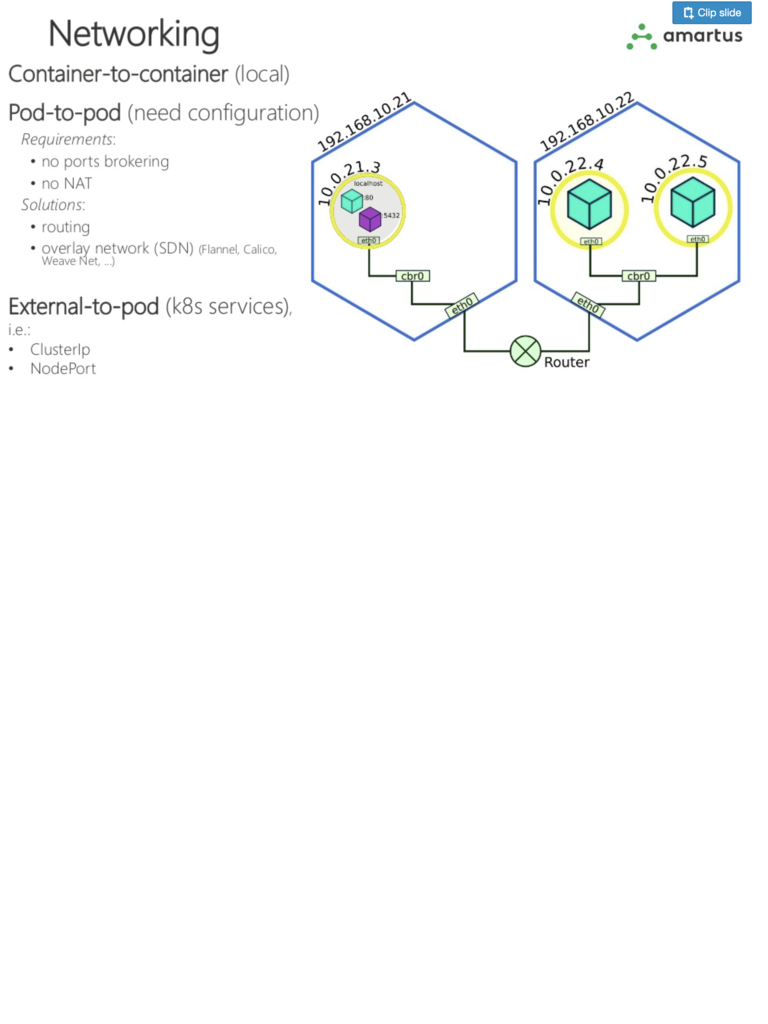 Clip slide
Networking
amartus
Container-to-container (local)
Pod-to-pod (need configuration)
Requirements:
• no ports brokering
• no NAT
Solutions:
• routing
• overlay network (SDN) (Flannel, Calico,
Weave Net, ...)
External-to-pod (k8s services),
i.e.:
• ClusterIp
• NodePort
192.168.10.21
10.0.21.3
localhost
:80
:5432
eth0
cbr0
eth0
192.168.10.22
10.0.22.4
10.0.22.5
eth0
eth0
cbr0
eth0
Router